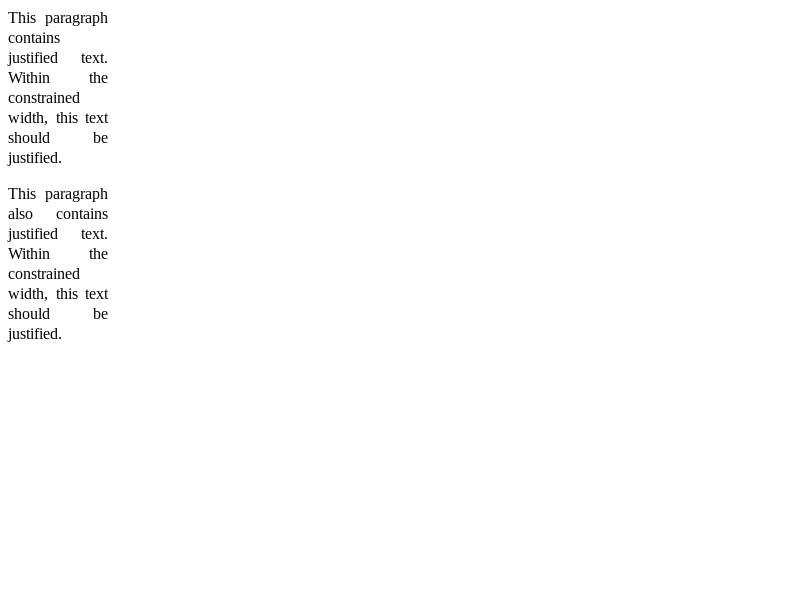 This paragraph
contains
justified text.
Within the
constrained
width, this text
should be
justified.
This paragraph
also contains
justified text.
Within the
constrained
width, this text
should be
justified.